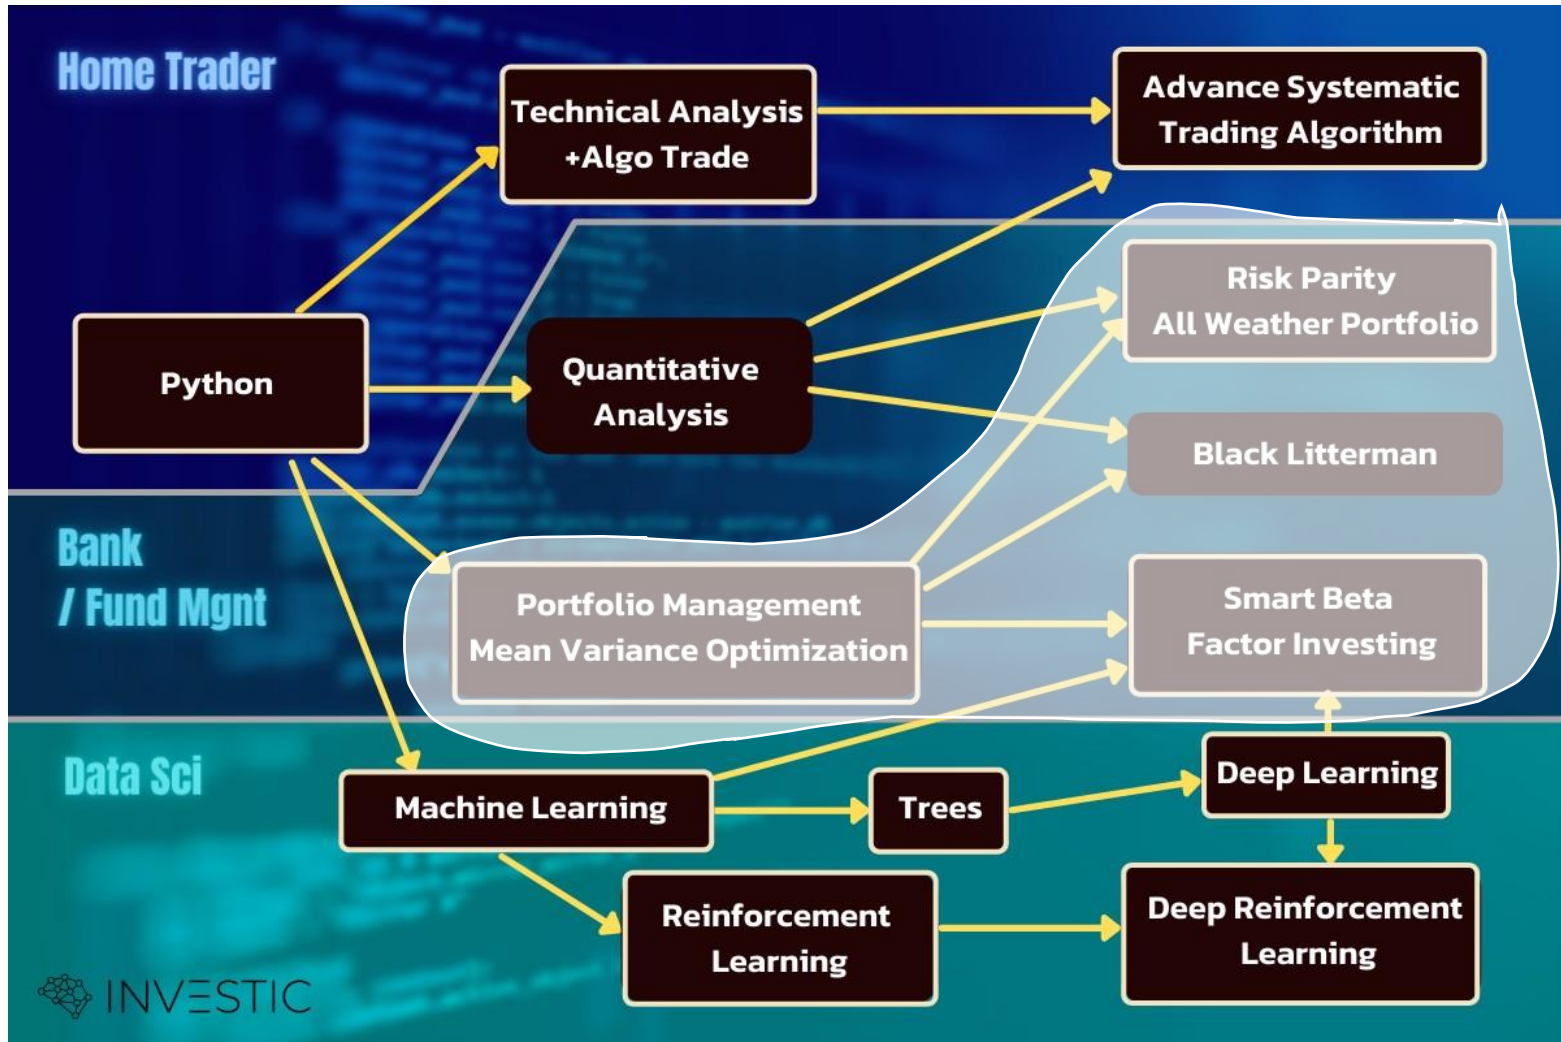 Home Trader
Technical Analysis
+Algo Trade
Advance Systematic
Trading Algorithm
Python
Quantitative
Analysis
Risk Parity
All Weather Portfolio
Black Litterman
Bank
/ Fund Mgnt
Portfolio Management
Mean Variance Optimization
Smart Beta
Factor Investing
Data Sci
Machine Learning
Trees
Deep Learning
Reinforcement
Learning
Deep Reinforcement
Learning
INVESTIC